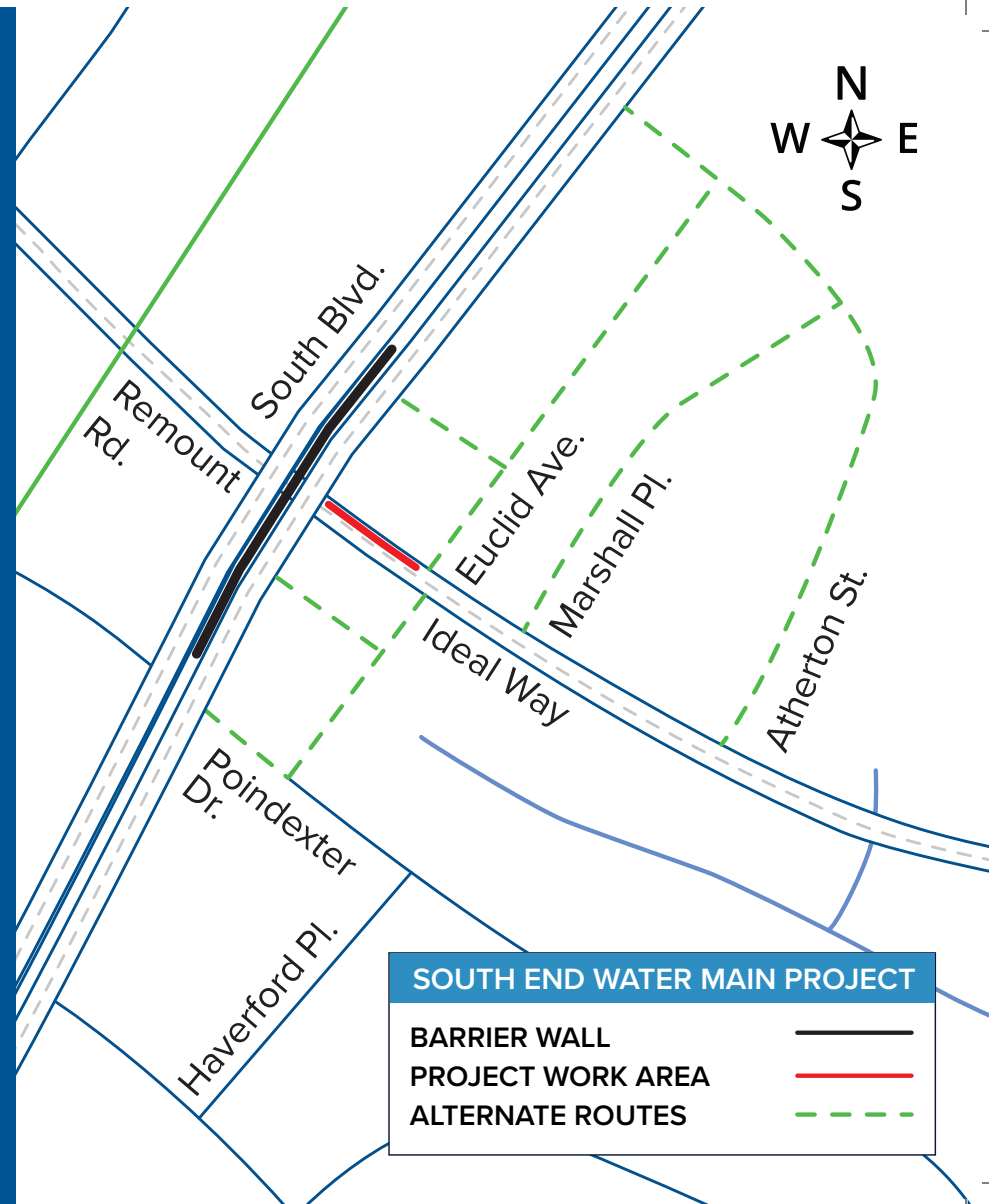 N
W E
S
South Blvd.
Remount
Rd.
Euclid Ave.
Marshall Pl.
Ideal Way
Atherton St.
Poindexter
Dr.
Haverford Pl.
SOUTH END WATER MAIN PROJECT
BARRIER WALL
PROJECT WORK AREA
ALTERNATE ROUTES